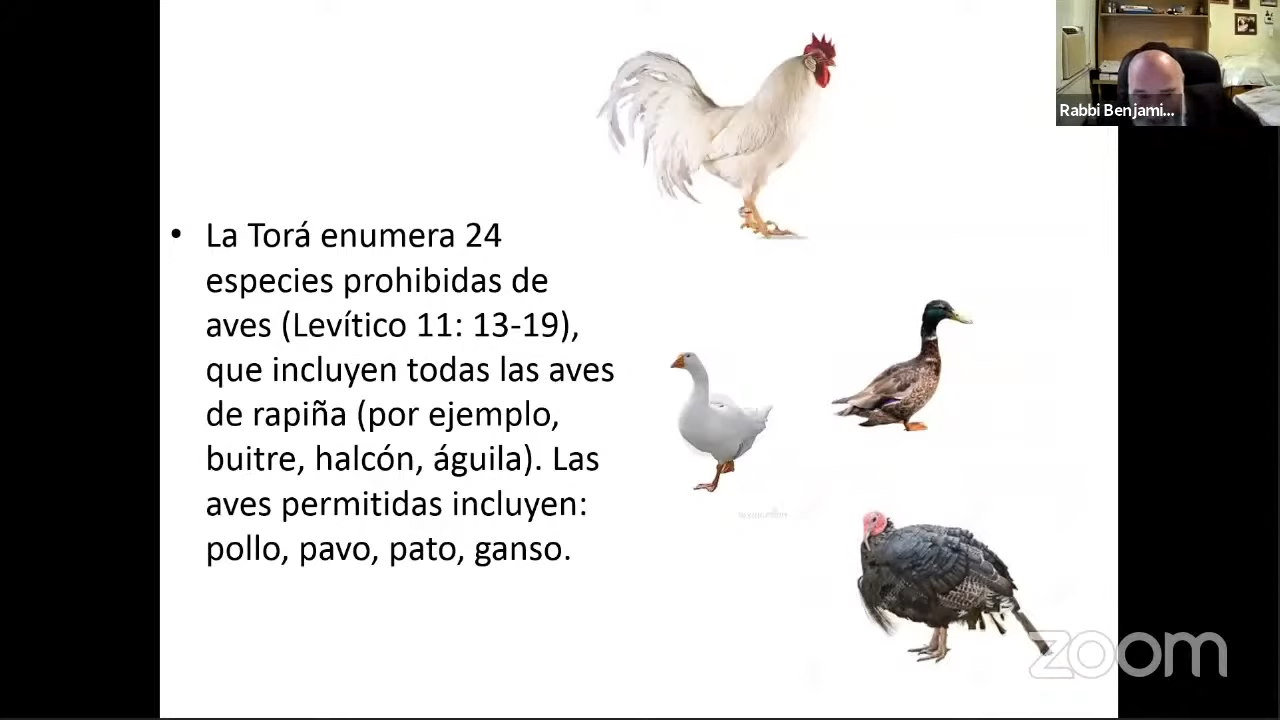 Rabbi Benjami...
• La Torá enumera 24
especies prohibidas de
aves (Levítico 11: 13-19),
que incluyen todas las aves
de rapiña (por ejemplo,
buitre, halcón, águila). Las
aves permitidas incluyen:
pollo, pavo, pato, ganso.
zoom